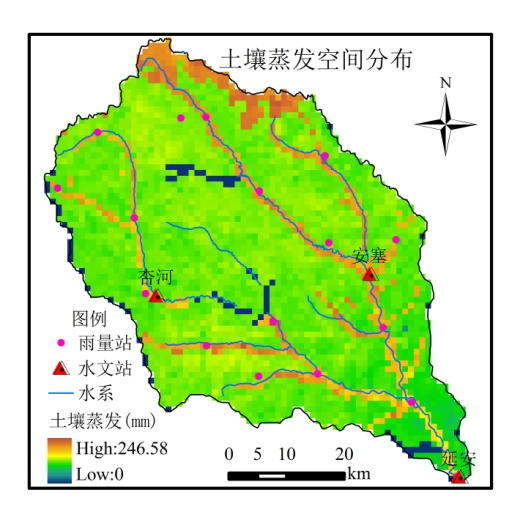 土壤蒸发空间分布
N
安塞
杏河
图例
雨量站
水文站
水系
土壤蒸发(mm)
High:246.58
Low:0
0 5 10 20
km
延安